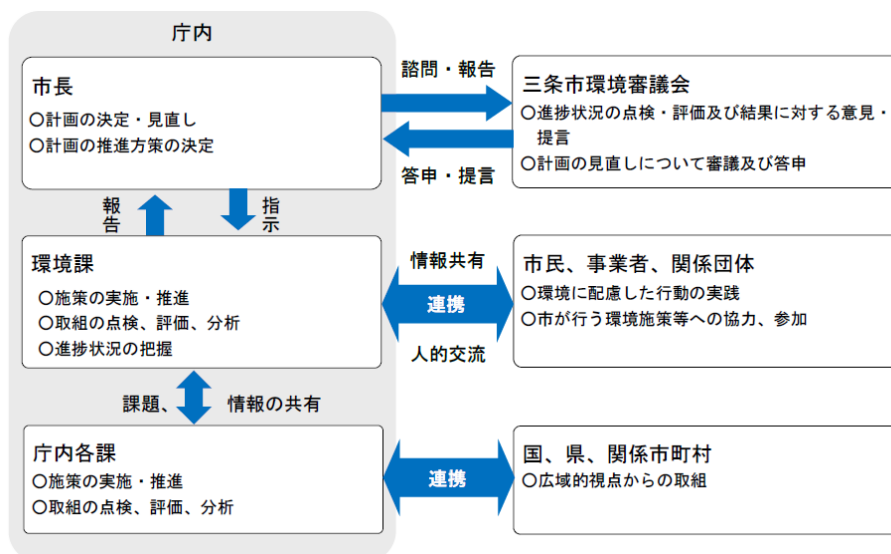 庁内
市長
○計画の決定・見直し
○計画の推進方策の決定
諮問・報告
答申・提言
三条市環境審議会
○進捗状況の点検・評価及び結果に対する意見・
提言
○計画の見直しについて審議及び答申
報告
指示
環境課
○施策の実施・推進
○取組の点検、評価、分析
○進捗状況の把握
情報共有
連携
人的交流
市民、事業者、関係団体
○環境に配慮した行動の実践
○市が行う環境施策等への協力、参加
課題、 情報の共有
庁内各課
○施策の実施・推進
○取組の点検、評価、分析
連携
国、県、関係市町村
○広域的視点からの取組